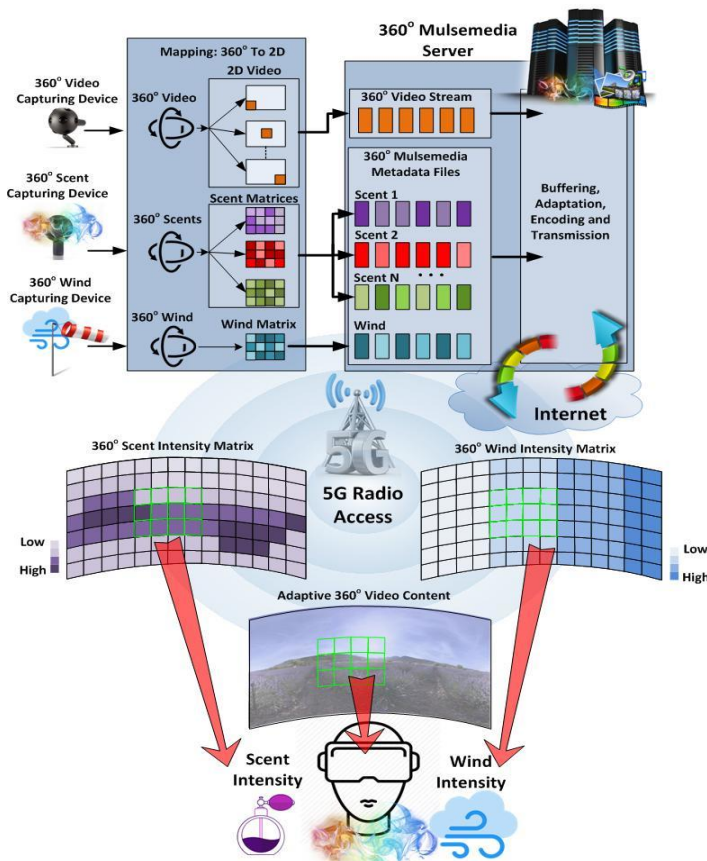 360° Mulsemedia
Server
Mapping: 360° To 2D
2D Video
360° Video
Capturing Device
360° Video
360° Video Stream
360° Mulsemedia
Metadata Files
360° Scent
Capturing Device
Scent Matrices
360° Scents
Scent 1
Scent 2
. . .
Scent N
Buffering,
Adaptation,
Encoding and
Transmission
360° Wind
Capturing Device
360° Wind
Wind Matrix
Wind
Internet
5G
5G Radio
Access
360° Scent Intensity Matrix
Low
High
360° Wind Intensity Matrix
Low
High
Adaptive 360° Video Content
Scent
Intensity
Wind
Intensity